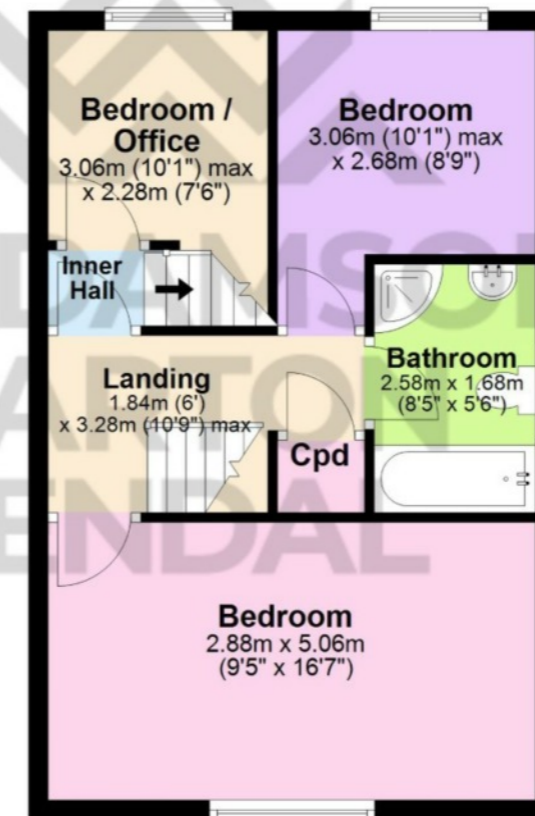 Bedroom /
Office
3.06m (10'1") max
x 2.28m (7'6")
Bedroom
3.06m (10'1") max
x 2.68m (8'9")
Inner
Hall
Landing
1.84m (6')
x 3.28m (10'9") max
Bathroom
2.58m x 1.68m
(8'5" x 5'6")
Cpd
Bedroom
2.88m x 5.06m
(9'5" x 16'7")